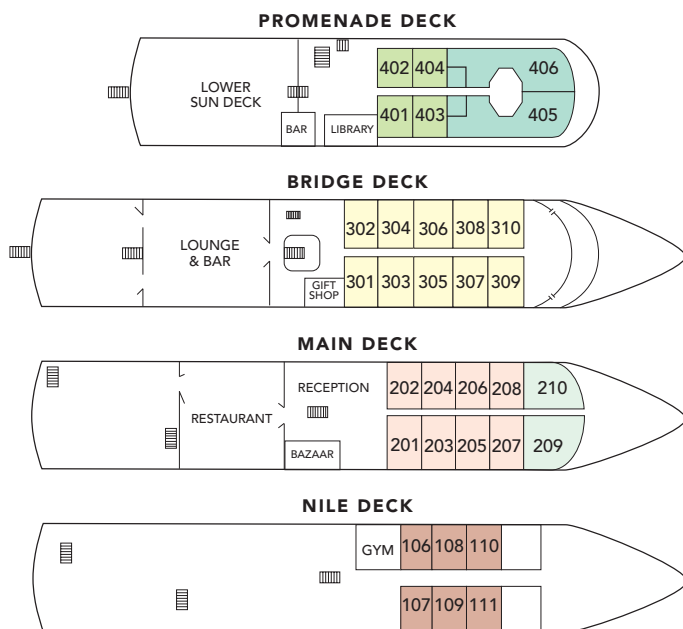 PROMENADE DECK
402 404 406
LOWER
SUN DECK
401 403 405
BAR LIBRARY
BRIDGE DECK
302 304 306 308 310
LOUNGE
& BAR
301 303 305 307 309
GIFT
SHOP
MAIN DECK
202 204 206 208 210
RECEPTION
RESTAURANT
201 203 205 207 209
BAZAAR
NILE DECK
GYM 106 108 110
107 109 111